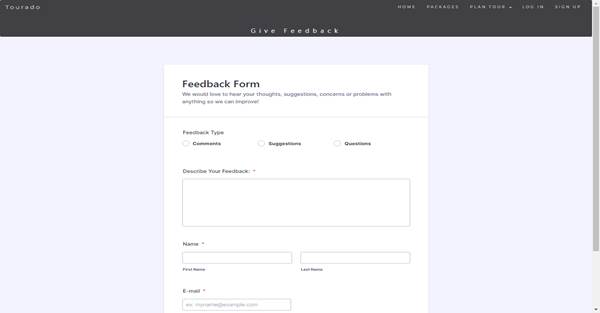 Tourado
HOME PACKAGES PLAN TOUR LOG IN SIGN UP
Give Feedback
Feedback Form
We would love to hear your thoughts, suggestions, concerns or problems with
anything so we can improve!
Feedback Type
Comments Suggestions Questions
Describe Your Feedback: *
Name *
First Name Last Name
E-mail *
ex: myname@example.com